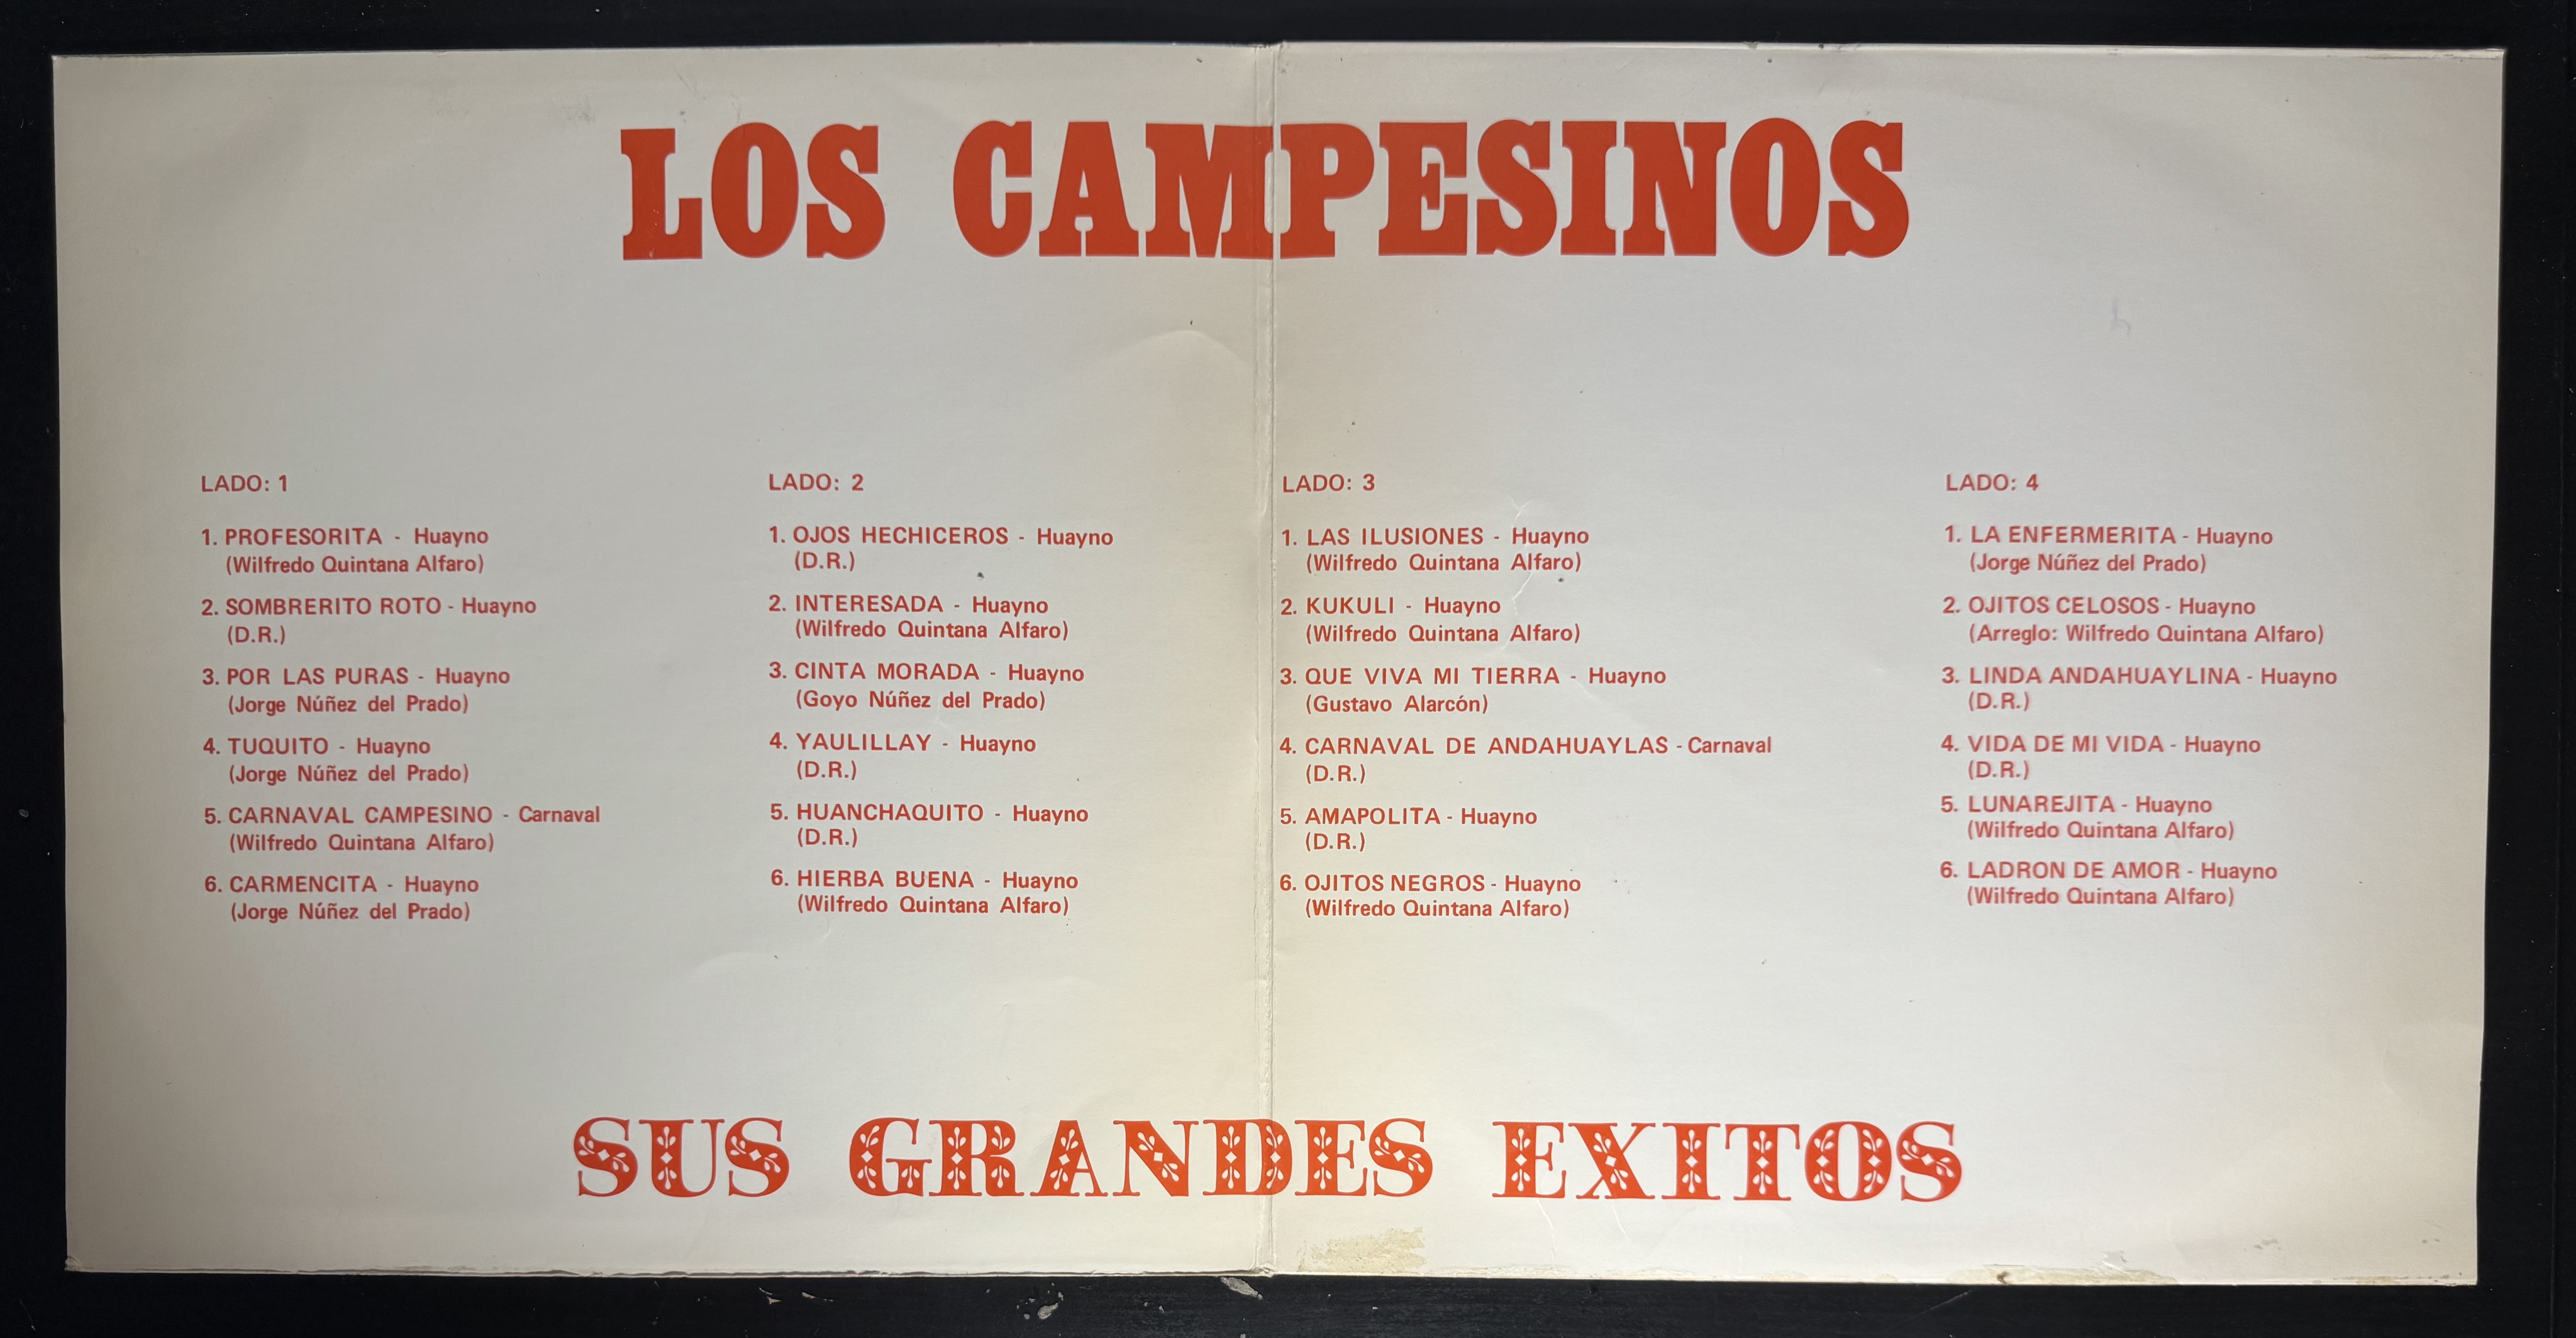 LOS CAMPESINOS
LADO: 1
1. PROFESORITA - Huayno
(Wilfredo Quintana Alfaro)
2. SOMBRERITO ROTO - Huayno
(D.R.)
3. POR LAS PURAS - Huayno
(Jorge Núñez del Prado)
4. TUQUITO - Huayno
(Jorge Núñez del Prado)
5. CARNAVAL CAMPESINO - Carnaval
(Wilfredo Quintana Alfaro)
6. CARMENCITA - Huayno
(Jorge Núñez del Prado)
LADO: 2
1. OJOS HECHICEROS - Huayno
(D.R.)
2. INTERESADA - Huayno
(Wilfredo Quintana Alfaro)
3. CINTA MORADA - Huayno
(Goyo Núñez del Prado)
4. YAULILLAY - Huayno
(D.R.)
5. HUANCHAQUITO - Huayno
(D.R.)
6. HIERBA BUENA - Huayno
(Wilfredo Quintana Alfaro)
LADO: 3
1. LAS ILUSIONES - Huayno
(Wilfredo Quintana Alfaro)
2. KUKULI - Huayno
(Wilfredo Quintana Alfaro)
3. QUE VIVA MI TIERRA - Huayno
(Gustavo Alarcón)
4. CARNAVAL DE ANDAHUAYLAS - Carnaval
(D.R.)
5. AMAPOLITA - Huayno
(D.R.)
6. OJITOS NEGROS - Huayno
(Wilfredo Quintana Alfaro)
LADO: 4
1. LA ENFERMERITA - Huayno
(Jorge Núñez del Prado)
2. OJITOS CELOSOS - Huayno
(Arreglo: Wilfredo Quintana Alfaro)
3. LINDA ANDAHUAYLINA - Huayno
(D.R.)
4. VIDA DE MI VIDA - Huayno
(D.R.)
5. LUNAREJITA - Huayno
(Wilfredo Quintana Alfaro)
6. LADRON DE AMOR - Huayno
(Wilfredo Quintana Alfaro)
SUS GRANDES EXITOS